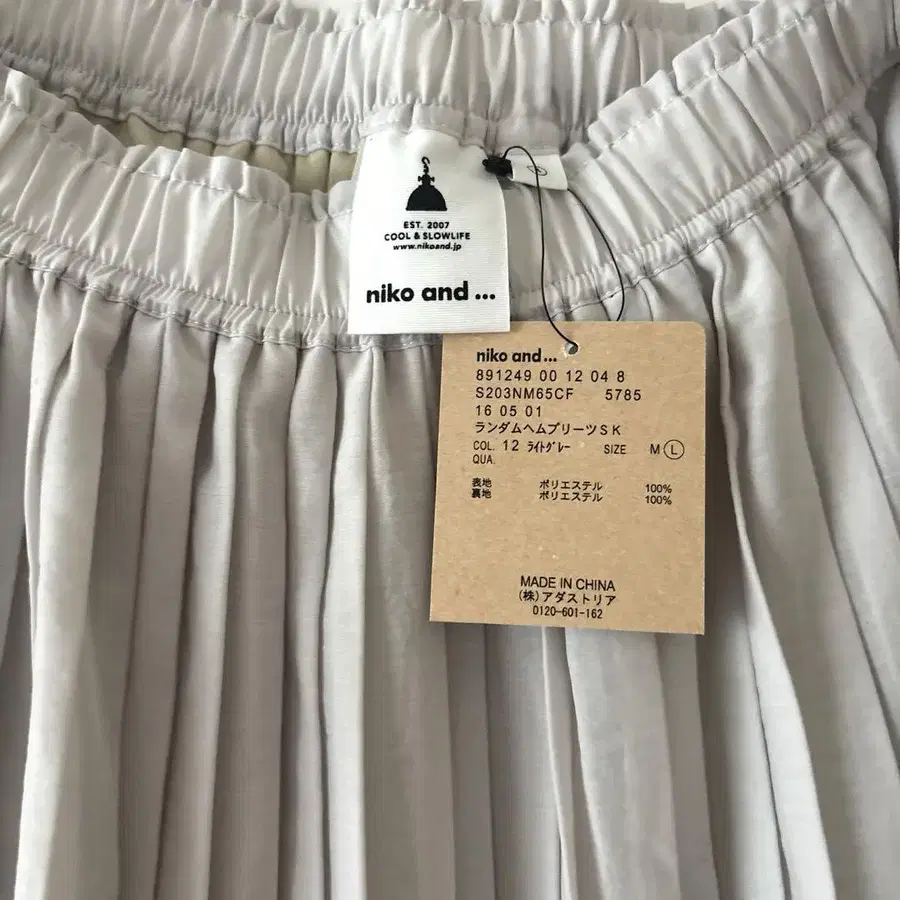 EST. 2007
COOL & SLOWLIFE
www.nikoand.jp
niko and ...
niko and ...
891249 00 12 04 8
S203NM65CF 5785
16 05 01
ランダムヘムプリーツSK
COL. 12 ﾗｲﾄｸﾞﾚｰ SIZE M Ⓛ
QUA.
表地 ポリエステル 100%
裏地 ポリエステル 100%
MADE IN CHINA
(株)アダストリア
0120-601-162